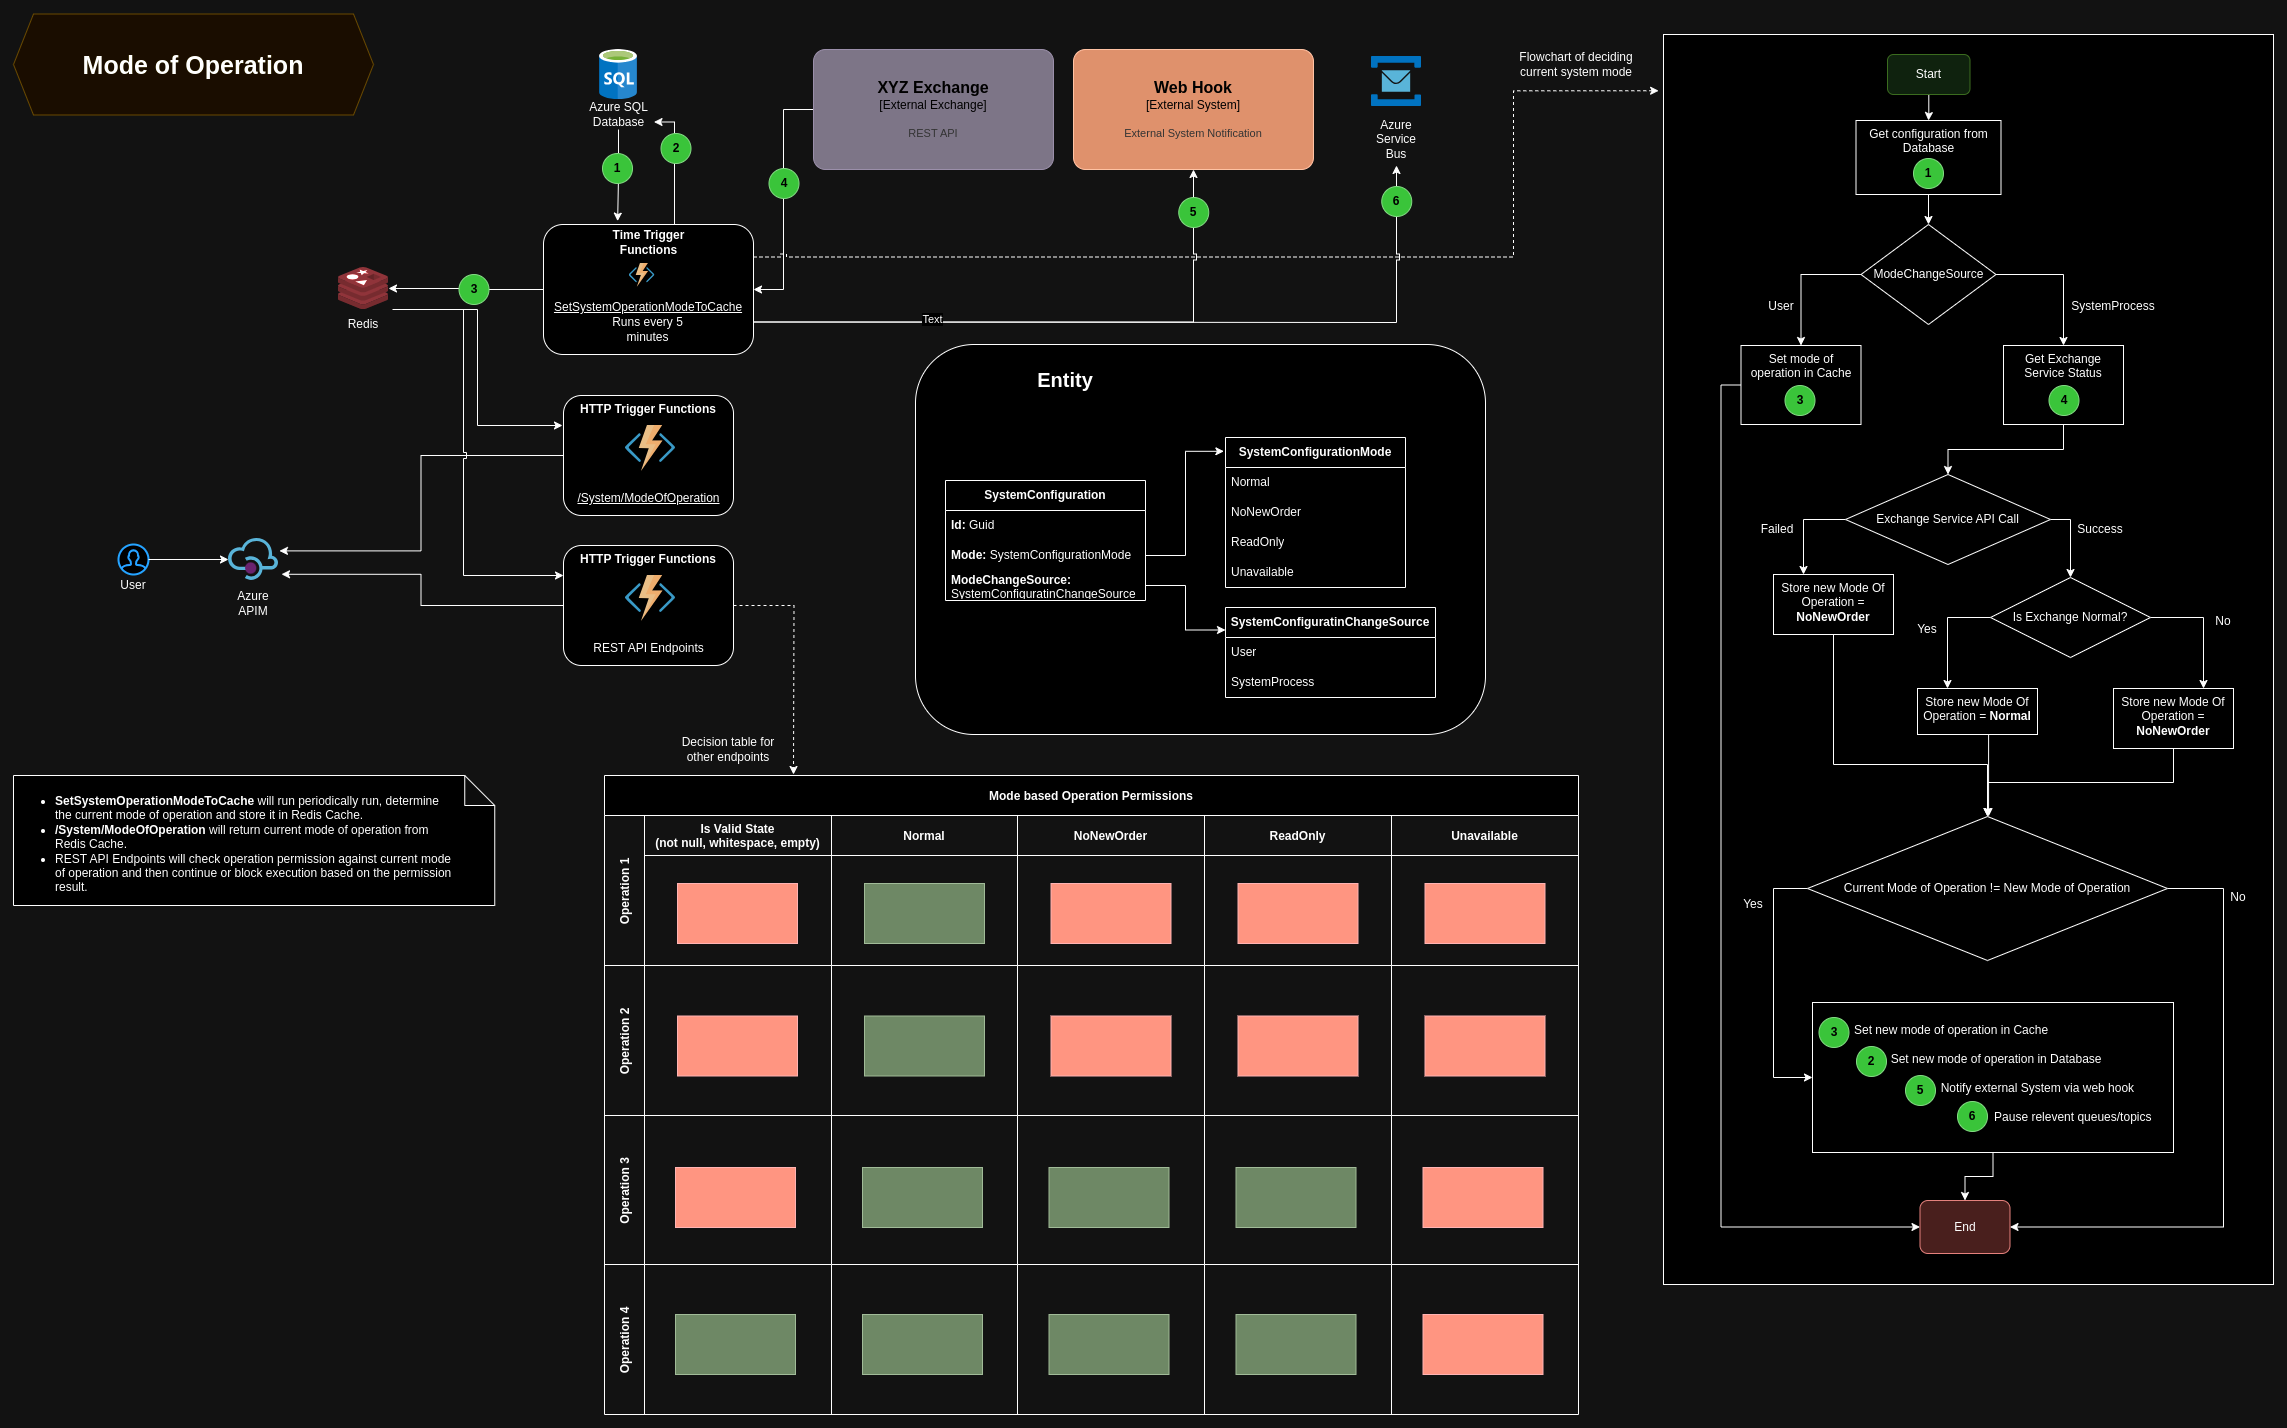 Mode of Operation
SQL
Azure SQL
Database
1
2
XYZ Exchange
[External Exchange]
REST API
4
Web Hook
[External System]
External System Notification
5
Azure
Service
Bus
6
Flowchart of deciding
current system mode
Time Trigger
Functions
SetSystemOperationModeToCache
Runs every 5
minutes
3
Redis
Text
HTTP Trigger Functions
/System/ModeOfOperation
HTTP Trigger Functions
REST API Endpoints
User
Azure
APIM
Entity
SystemConfiguration
Id: Guid
Mode: SystemConfigurationMode
ModeChangeSource:
SystemConfiguratinChangeSource
SystemConfigurationMode
Normal
NoNewOrder
ReadOnly
Unavailable
SystemConfiguratinChangeSource
User
SystemProcess
Decision table for
other endpoints
• SetSystemOperationModeToCache will run periodically run, determine
the current mode of operation and store it in Redis Cache.
• /System/ModeOfOperation will return current mode of operation from
Redis Cache.
• REST API Endpoints will check operation permission against current mode
of operation and then continue or block execution based on the permission
result.
Mode based Operation Permissions
Is Valid State
(not null, whitespace, empty)
Normal
NoNewOrder
ReadOnly
Unavailable
Operation 1
Operation 2
Operation 3
Operation 4
Start
Get configuration from
Database
1
ModeChangeSource
User
SystemProcess
Set mode of
operation in Cache
3
Get Exchange
Service Status
4
Exchange Service API Call
Failed
Success
Store new Mode Of
Operation =
NoNewOrder
Is Exchange Normal?
Yes
No
Store new Mode Of
Operation = Normal
Store new Mode Of
Operation =
NoNewOrder
Current Mode of Operation != New Mode of Operation
Yes
No
3 Set new mode of operation in Cache
2 Set new mode of operation in Database
5 Notify external System via web hook
6 Pause relevent queues/topics
End